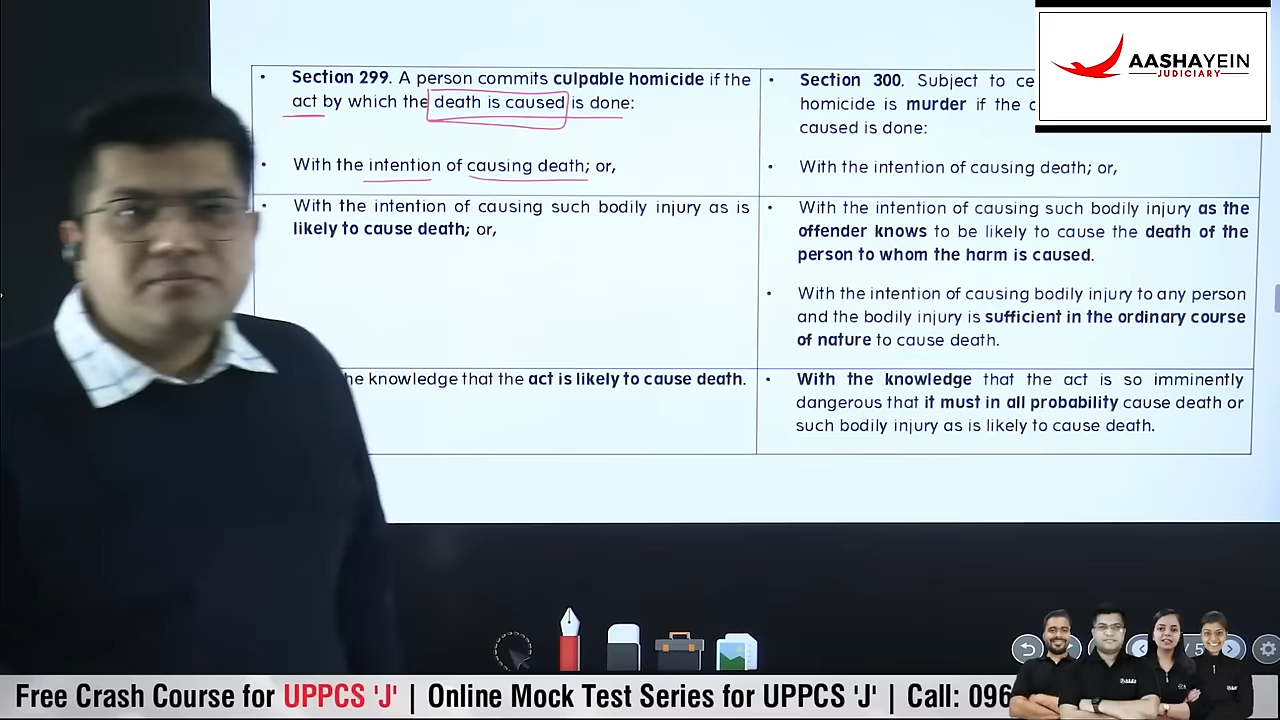 AASHAYEIN
JUDICIARY
• Section 299. A person commits culpable homicide if the
act by which the death is caused is done:
• With the intention of causing death; or,
• With the intention of causing such bodily injury as is
likely to cause death; or,
he knowledge that the act is likely to cause death.
• Section 300. Subject to ce
homicide is murder if the
caused is done:
• With the intention of causing death; or,
• With the intention of causing such bodily injury as the
offender knows to be likely to cause the death of the
person to whom the harm is caused.
• With the intention of causing bodily injury to any person
and the bodily injury is sufficient in the ordinary course
of nature to cause death.
• With the knowledge that the act is so imminently
dangerous that it must in all probability cause death or
such bodily injury as is likely to cause death.
/ 5
Free Crash Course for UPPCS 'J' | Online Mock Test Series for UPPCS 'J' | Call: 096